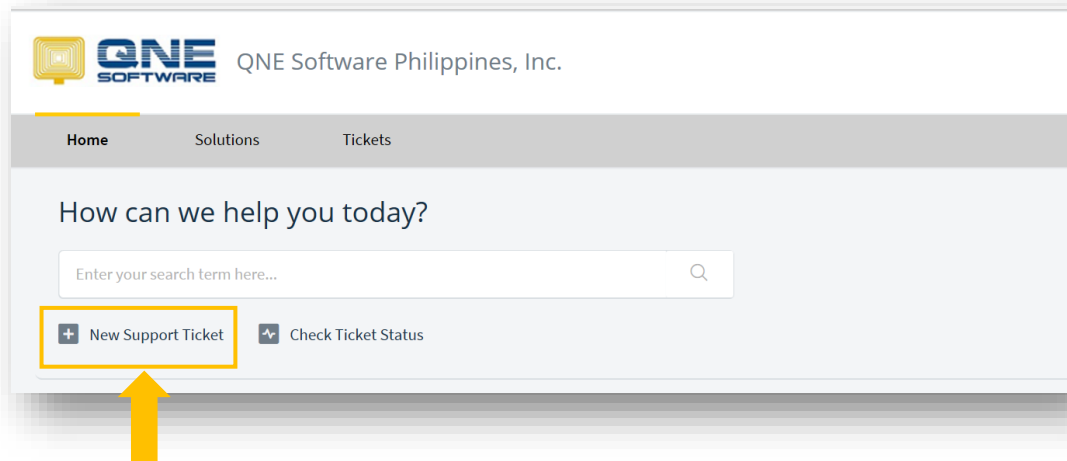 QNE
SOFTWARE
QNE Software Philippines, Inc.
Home Solutions Tickets
How can we help you today?
Enter your search term here...
New Support Ticket Check Ticket Status